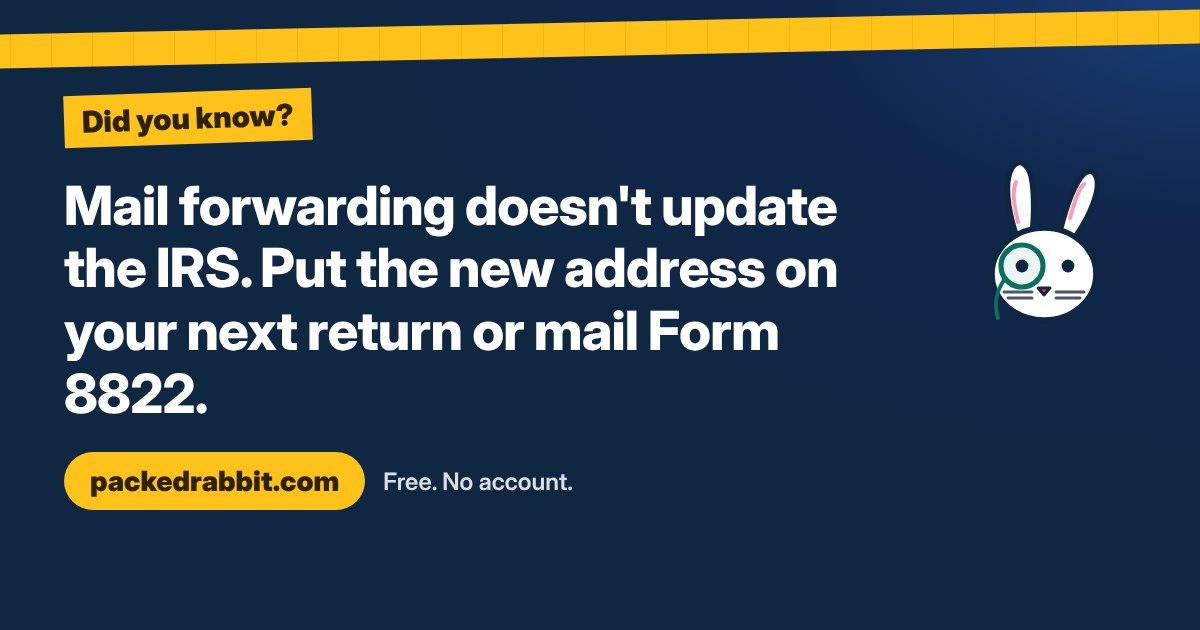 Did you know?
Mail forwarding doesn't update
the IRS. Put the new address on
your next return or mail Form
8822.
packedrabbit.com
Free. No account.